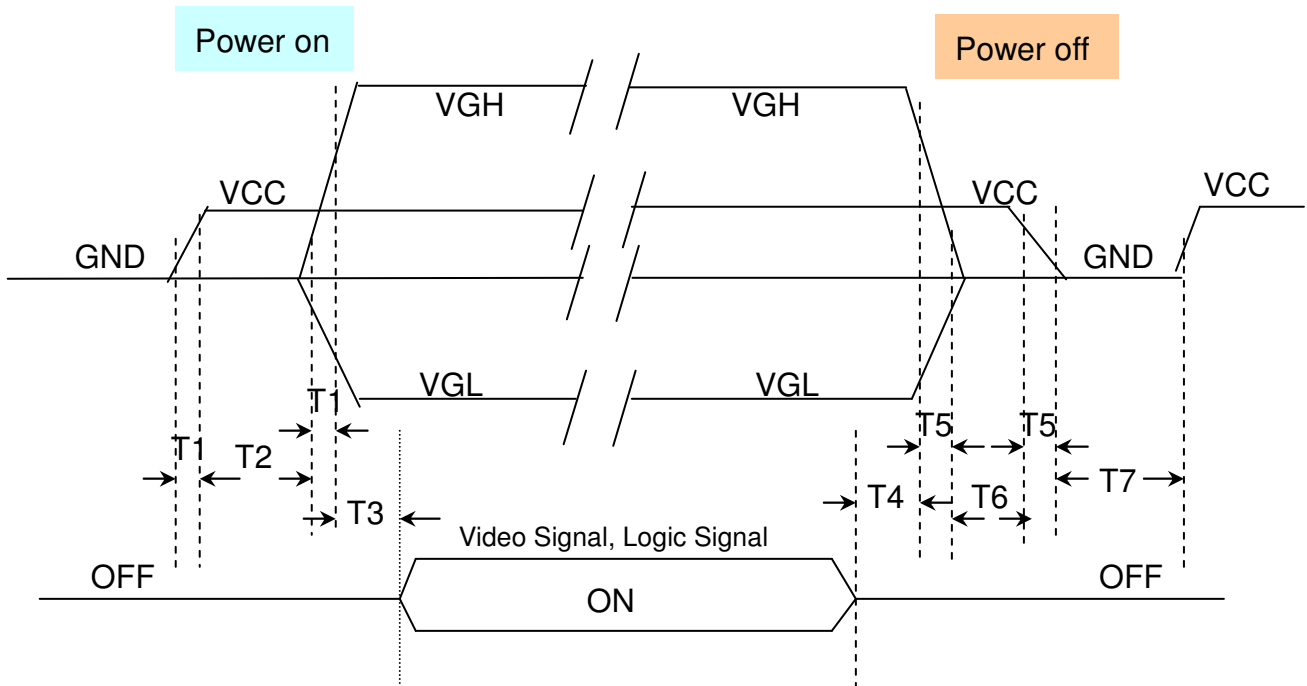 Power on
Power off
VGH
VGH
VCC
VCC
VCC
GND
GND
VGL
VGL
T1
T5
T5
T1
T2
T7
T3
T4
T6
Video Signal, Logic Signal
OFF
ON
OFF